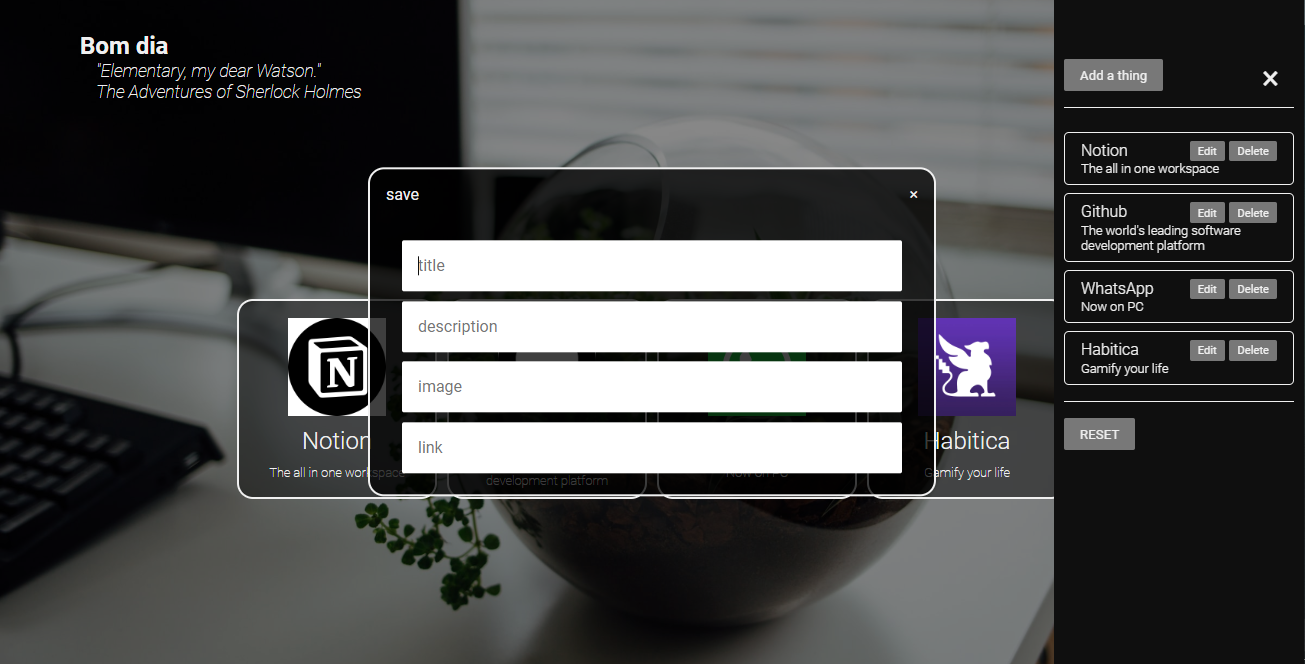 Bom dia
"Elementary, my dear Watson."
The Adventures of Sherlock Holmes
save
×
title
description
image
link
N
Notion
The all in one workspace
development platform
Now on PC
Habitica
Gamify your life
Add a thing
×
Notion
Edit
Delete
The all in one workspace
Github
Edit
Delete
The world's leading software
development platform
WhatsApp
Edit
Delete
Now on PC
Habitica
Edit
Delete
Gamify your life
RESET